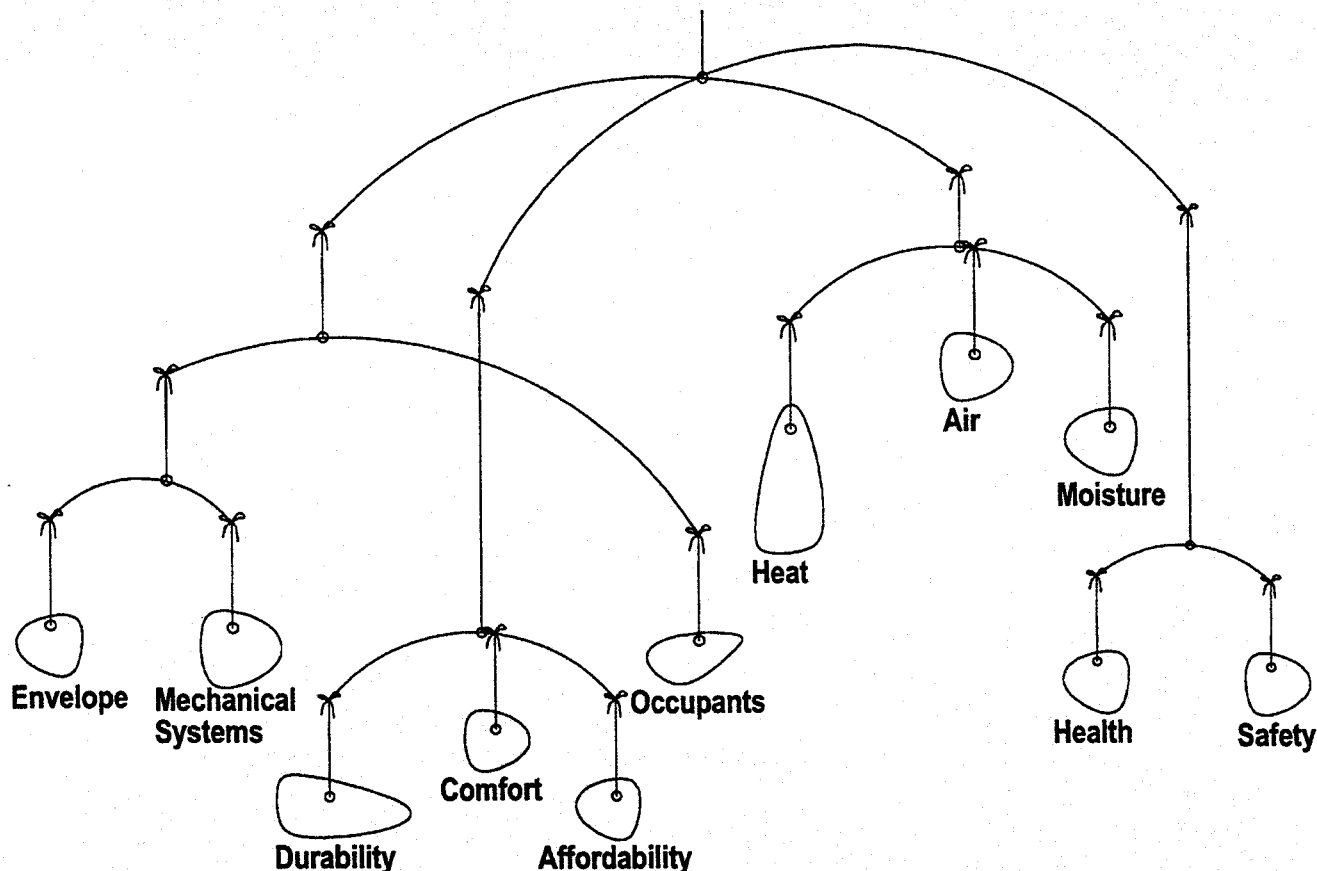 Air
Moisture
Heat
Envelope
Mechanical
Systems
Occupants
Health
Safety
Comfort
Durability
Affordability